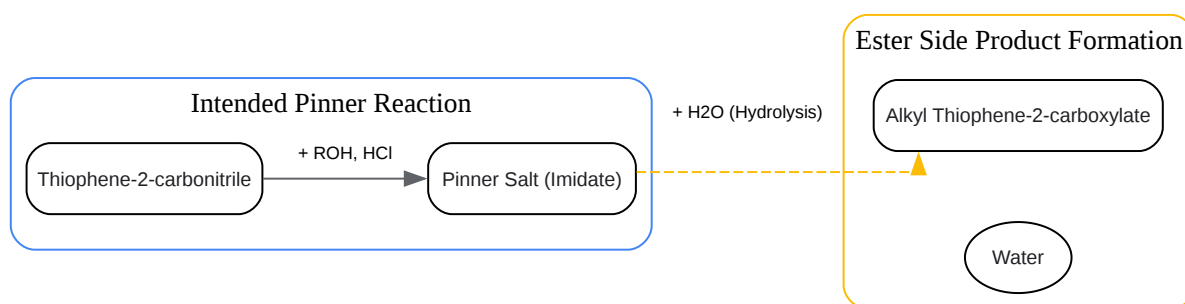 Intended Pinner Reaction
Thiophene-2-carbonitrile
+ ROH, HCl
Pinner Salt (Imidate)
+ H2O (Hydrolysis)
Ester Side Product Formation
Alkyl Thiophene-2-carboxylate
Water